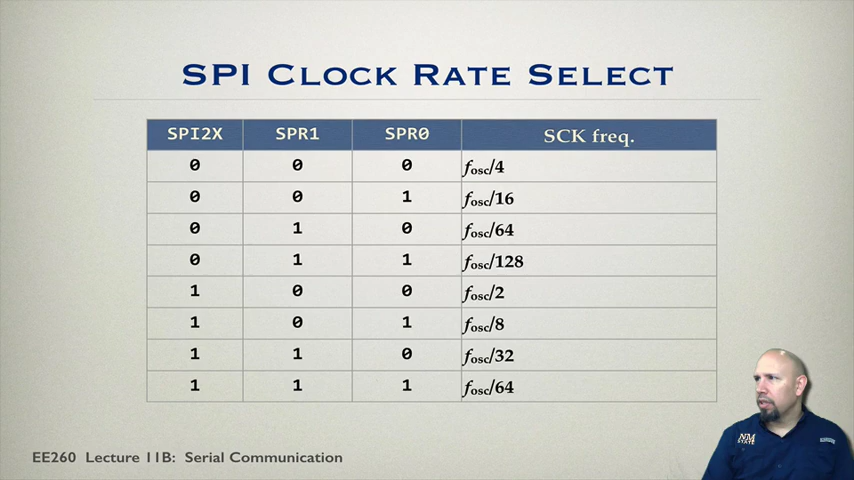 SPI Clock Rate Select
SPI2X SPR1 SPR0 SCK freq.
0 0 0 fosc/4
0 0 1 fosc/16
0 1 0 fosc/64
0 1 1 fosc/128
1 0 0 fosc/2
1 0 1 fosc/8
1 1 0 fosc/32
1 1 1 fosc/64
NM
STATE
EE260 Lecture 11B: Serial Communication